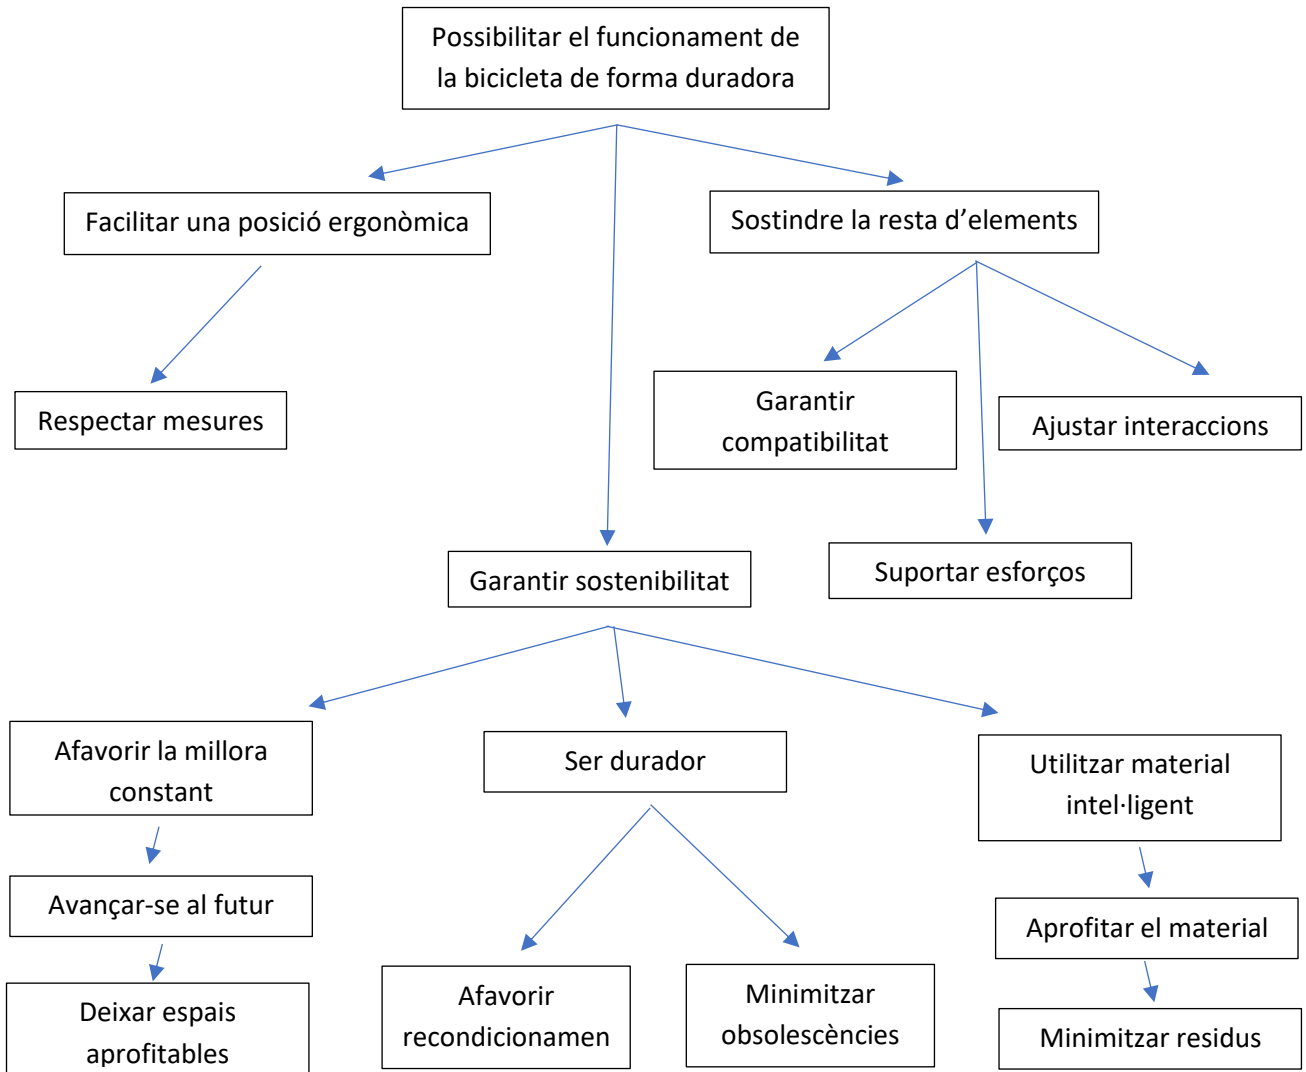 Possibilitar el funcionament de
la bicicleta de forma duradora
Facilitar una posició ergonòmica
Sostindre la resta d’elements
Respectar mesures
Garantir
compatibilitat
Ajustar interaccions
Garantir sostenibilitat
Suportar esforços
Afavorir la millora
constant
Ser durador
Utilitzar material
intel·ligent
Avançar-se al futur
Aprofitar el material
Deixar espais
aprofitables
Afavorir
recondicionamen
Minimitzar
obsolescències
Minimitzar residus